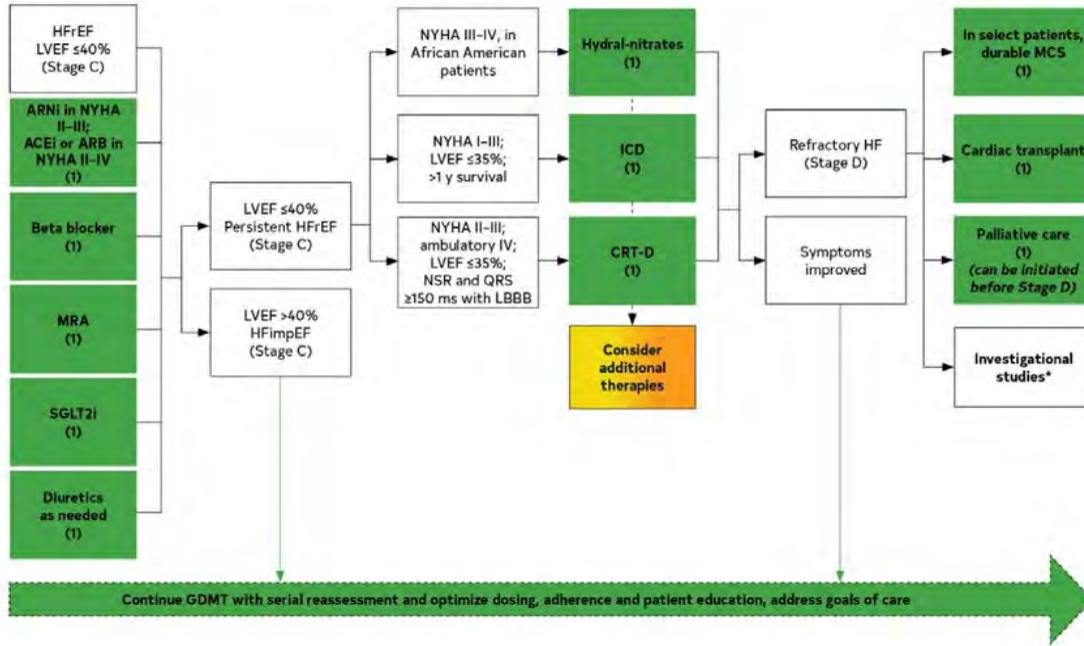 HFrEF
LVEF ≤40%
(Stage C)
ARNi in NYHA
II–III;
ACEi or ARB in
NYHA II–IV
(1)
Beta blocker
(1)
MRA
(1)
SGLT2i
(1)
Diuretics
as needed
(1)
LVEF ≤40%
Persistent HFrEF
(Stage C)
LVEF >40%
HFimpEF
(Stage C)
NYHA III–IV, in
African American
patients
NYHA I–III;
LVEF ≤35%;
>1 y survival
NYHA II–III;
ambulatory IV;
LVEF ≤35%;
NSR and QRS
≥150 ms with LBBB
Hydral-nitrates
(1)
ICD
(1)
CRT-D
(1)
Consider
additional
therapies
Refractory HF
(Stage D)
Symptoms
improved
In select patients,
durable MCS
(1)
Cardiac transplant
(1)
Palliative care
(1)
(can be initiated
before Stage D)
Investigational
studies*
Continue GDMT with serial reassessment and optimize dosing, adherence and patient education, address goals of care